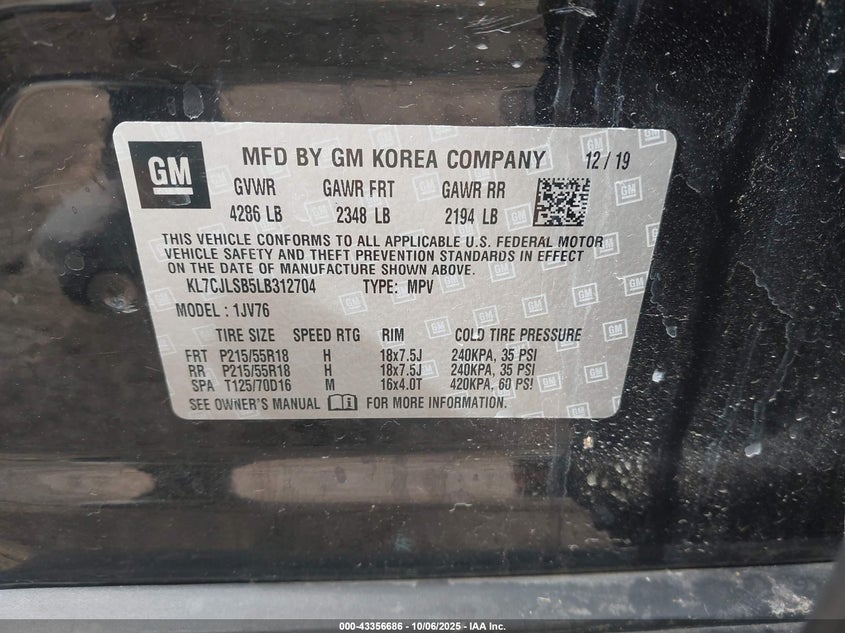 GM MFD BY GM KOREA COMPANY 12 / 19
GVWR GAWR FRT GAWR RR
4286 LB 2348 LB 2194 LB
THIS VEHICLE CONFORMS TO ALL APPLICABLE U.S. FEDERAL MOTOR
VEHICLE SAFETY AND THEFT PREVENTION STANDARDS IN EFFECT
ON THE DATE OF MANUFACTURE SHOWN ABOVE.
KL7CJLSB5LB312704 TYPE: MPV
MODEL : 1JV76
TIRE SIZE SPEED RTG RIM COLD TIRE PRESSURE
FRT P215/55R18 H 18x7.5J 240KPA, 35 PSI
RR P215/55R18 H 18x7.5J 240KPA, 35 PSI
SPA T125/70D16 M 16x4.0T 420KPA, 60 PSI
SEE OWNER'S MANUAL FOR MORE INFORMATION.
000-43356686 - 10/06/2025 - IAA Inc.